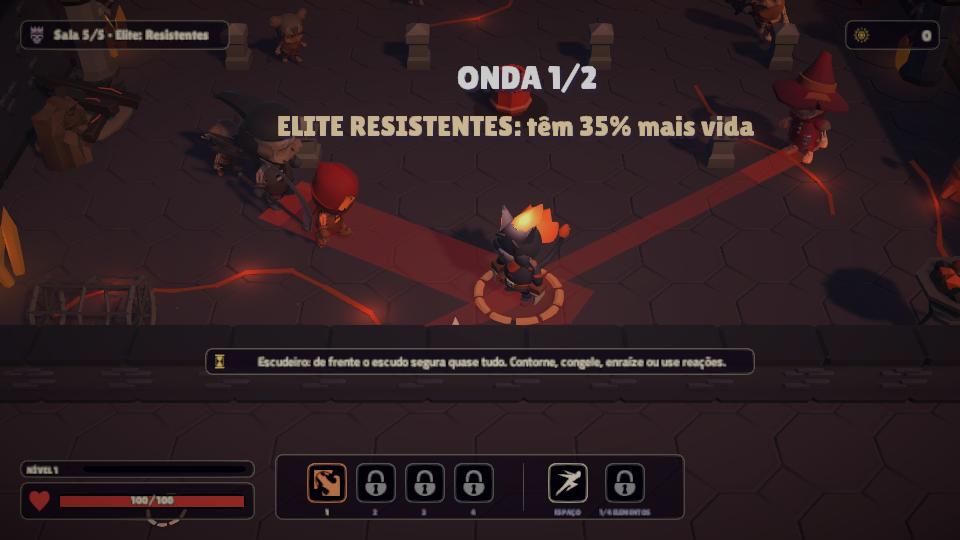 Sala 5/5 · Elite: Resistentes
0
ONDA 1/2
ELITE RESISTENTES: têm 35% mais vida
Escudeiro: de frente o escudo segura quase tudo. Contorne, congele, enraíze ou use reações.
NÍVEL 1
100/100
1
2
3
4
ESPAÇO
1/4 ELEMENTOS